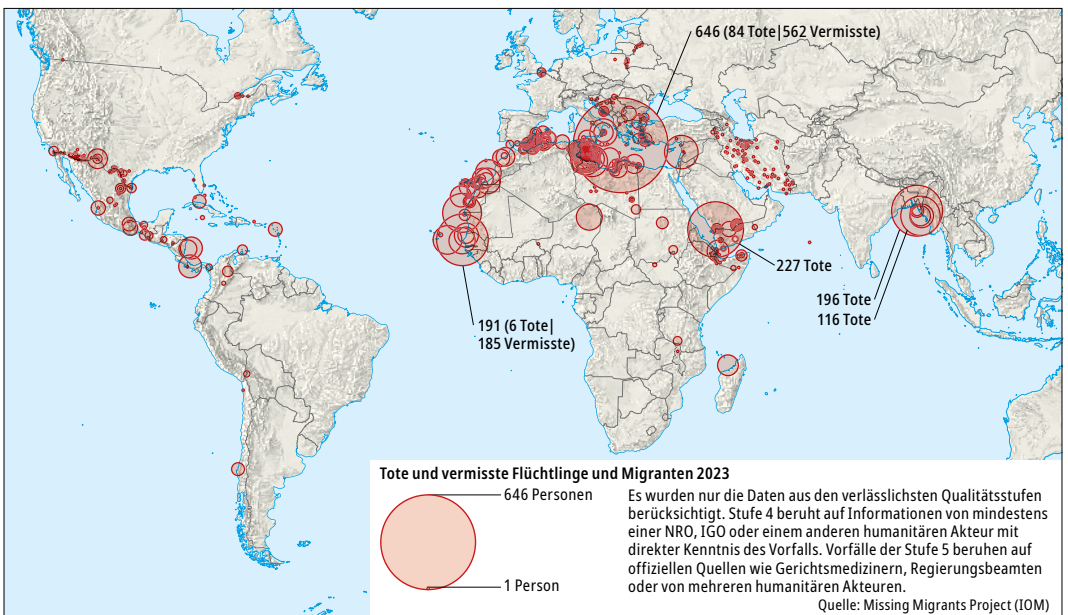 646 (84 Tote|562 Vermisste)
227 Tote
196 Tote
116 Tote
191 (6 Tote|
185 Vermisste)
Tote und vermisste Flüchtlinge und Migranten 2023
646 Personen
1 Person
Es wurden nur die Daten aus den verlässlichsten Qualitätsstufen
berücksichtigt. Stufe 4 beruht auf Informationen von mindestens
einer NRO, IGO oder einem anderen humanitären Akteur mit
direkter Kenntnis des Vorfalls. Vorfälle der Stufe 5 beruhen auf
offiziellen Quellen wie Gerichtsmedizinern, Regierungsbeamten
oder von mehreren humanitären Akteuren.
Quelle: Missing Migrants Project (IOM)